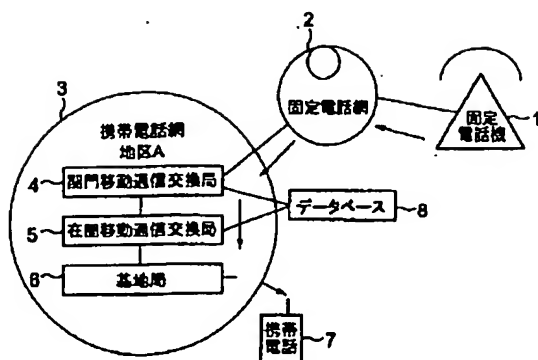 2
固定電話網
固定
電話機
1
3
携帯電話網
地区A
4
関門移動通信交換局
5
在圏移動通信交換局
6
基地局
データベース
8
携帯
電話
7